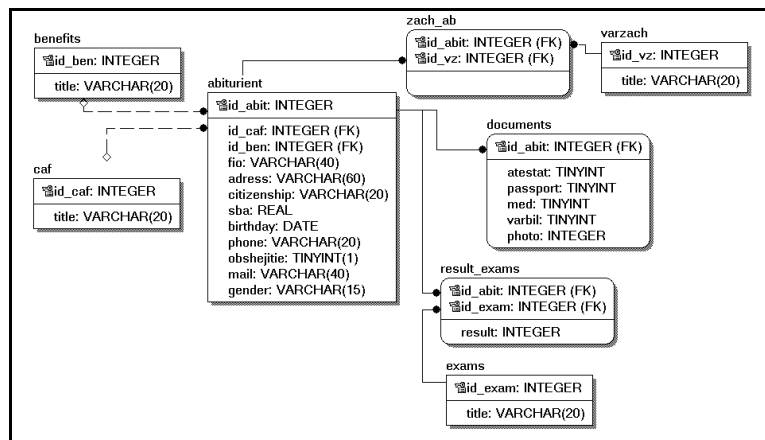 benefits
id_ben: INTEGER
title: VARCHAR(20)
caf
id_caf: INTEGER
title: VARCHAR(20)
abiturient
id_abit: INTEGER
id_caf: INTEGER (FK)
id_ben: INTEGER (FK)
fio: VARCHAR(40)
adress: VARCHAR(60)
citizenship: VARCHAR(20)
sba: REAL
birthday: DATE
phone: VARCHAR(20)
obshejitie: TINYINT(1)
mail: VARCHAR(40)
gender: VARCHAR(15)
zach_ab
id_abit: INTEGER (FK)
id_vz: INTEGER (FK)
varzach
id_vz: INTEGER
title: VARCHAR(20)
documents
id_abit: INTEGER (FK)
atestat: TINYINT
passport: TINYINT
med: TINYINT
varbil: TINYINT
photo: INTEGER
result_exams
id_abit: INTEGER (FK)
id_exam: INTEGER (FK)
result: INTEGER
exams
id_exam: INTEGER
title: VARCHAR(20)